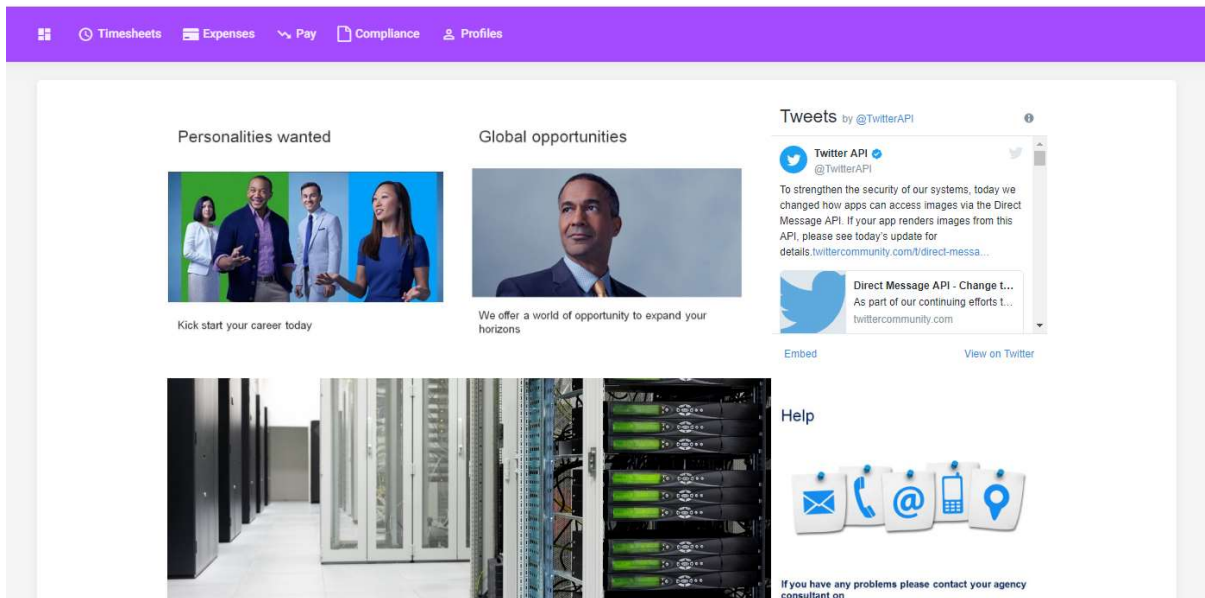 Timesheets Expenses Pay Compliance Profiles
Personalities wanted
Kick start your career today
Global opportunities
We offer a world of opportunity to expand your
horizons
Tweets by @TwitterAPI
Twitter API
@TwitterAPI
To strengthen the security of our systems, today we
changed how apps can access images via the Direct
Message API. If your app renders images from this
API, please see today's update for
details.twittercommunity.com/t/direct-messa…
Direct Message API - Change t…
As part of our continuing efforts t…
twittercommunity.com
Embed View on Twitter
Help
@
If you have any problems please contact your agency
consultant on